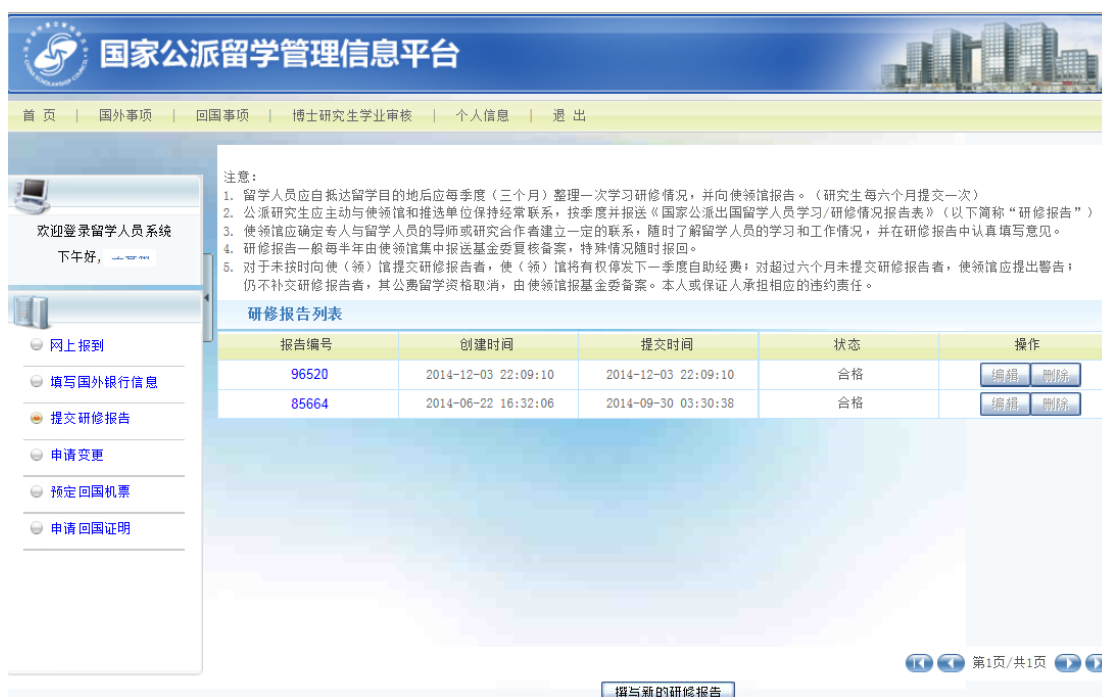 国家公派留学管理信息平台
首 页 | 国外事项 | 回国事项 | 博士研究生学业审核 | 个人信息 | 退 出
欢迎登录留学人员系统
下午好,
网上报到
填写国外银行信息
提交研修报告
申请变更
预定回国机票
申请回国证明
注意:
1. 留学人员应自抵达留学目的地后应每季度(三个月)整理一次学习研修情况,并向使领馆报告。(研究生每六个月提交一次)
2. 公派研究生应主动与使领馆和推选单位保持经常联系,按季度并报送《国家公派出国留学人员学习/研修情况报告表》(以下简称“研修报告”)
3. 使领馆应确定专人与留学人员的导师或研究合作者建立一定的联系,随时了解留学人员的学习和工作情况,并在研修报告中认真填写意见。
4. 研修报告一般每半年由使领馆集中报送基金委复核备案,特殊情况随时报回。
5. 对于未按时向使(领)馆提交研修报告者,使(领)馆将有权停发下一季度自助经费;对超过六个月未提交研修报告者,使领馆应提出警告;
仍不补交研修报告者,其公费留学资格取消,由使领馆报基金委备案。本人或保证人承担相应的违约责任。
研修报告列表
报告编号 创建时间 提交时间 状态 操作
96520 2014-12-03 22:09:10 2014-12-03 22:09:10 合格 编辑 删除
85664 2014-06-22 16:32:06 2014-09-30 03:30:38 合格 编辑 删除
第1页/共1页
撰写新的研修报告